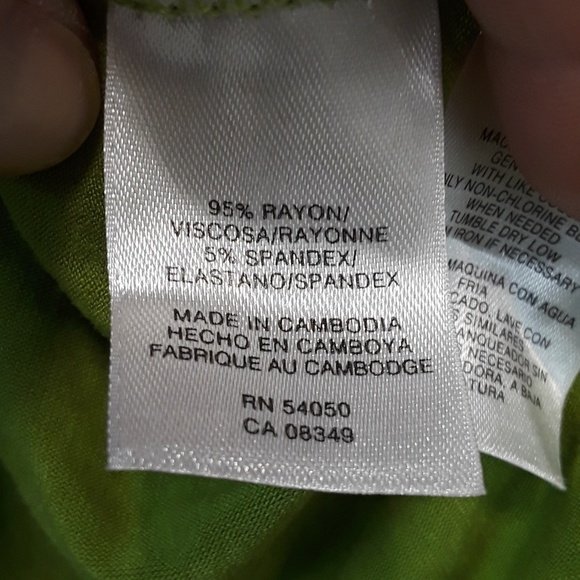 95% RAYON/
VISCOSA/RAYONNE
5% SPANDEX/
ELASTANO/SPANDEX
MADE IN CAMBODIA
HECHO EN CAMBOYA
FABRIQUE AU CAMBODGE
RN 54050
CA 08349
WITH LIKE
NON-CHLORINE
WHEN NEEDED
TUMBLE DRY LOW
IRON IF NECESSARY
MAQUINA CON AGUA
FRIA
LAVE CON
SIMILARES
SIN
NECESARIO
A BAJA